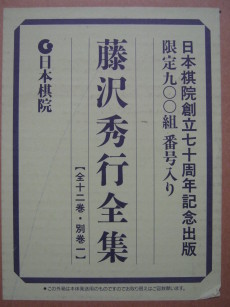 日本棋院創立七十周年記念出版
限定九〇〇組 番号入り
藤沢秀行全集
【全十二巻・別巻一】
日本棋院